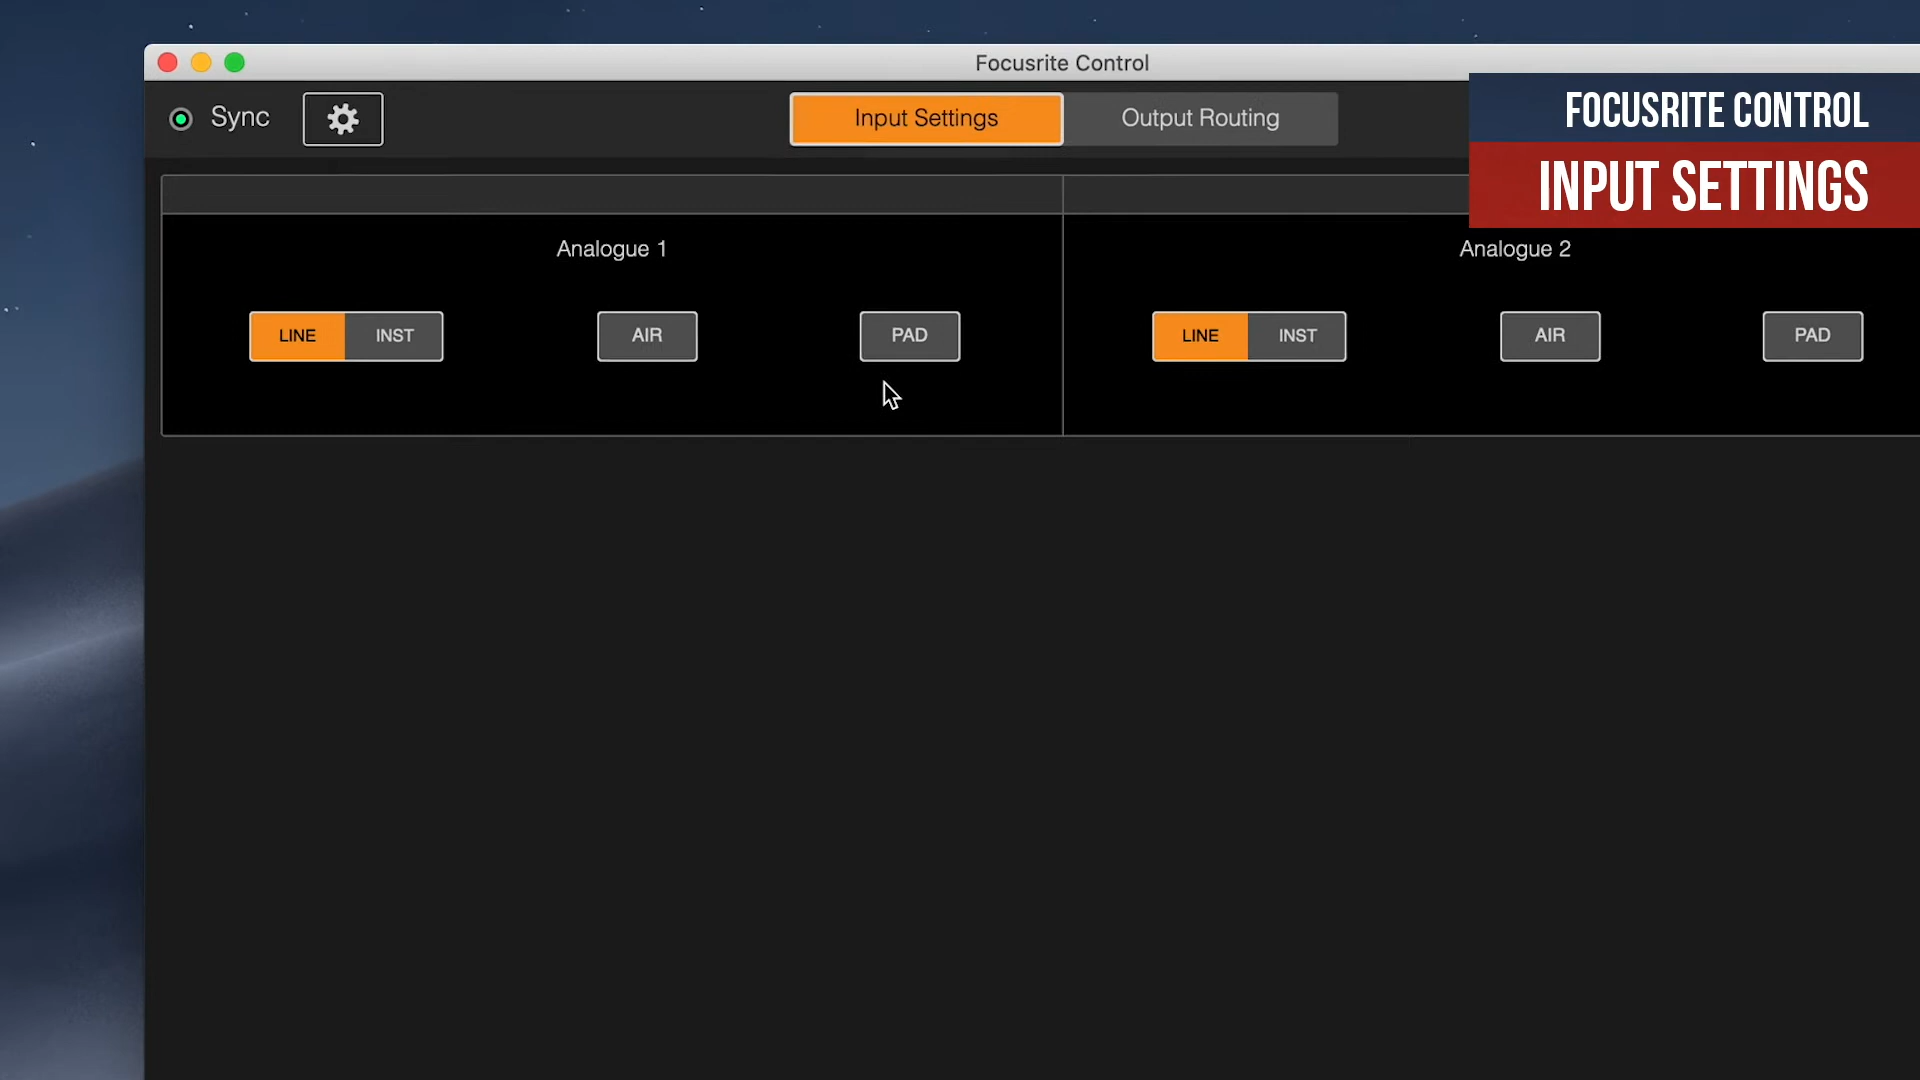 Focusrite Control
Sync
Input Settings
Output Routing
FOCUSRITE CONTROL
INPUT SETTINGS
Analogue 1
Analogue 2
LINE INST AIR PAD
LINE INST AIR PAD